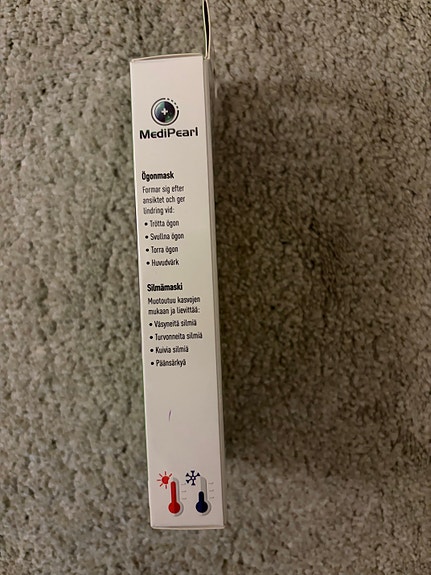 MediPearl
Ögonmask
Formar sig efter
ansiktet och ger
lindring vid:
• Trötta ögon
• Svullna ögon
• Torra ögon
• Huvudvärk
Silmämaski
Muotoutuu kasvojen
mukaan ja lievittää:
• Väsyneitä silmiä
• Turvonneita silmiä
• Kuivia silmiä
• Päänsärkyä